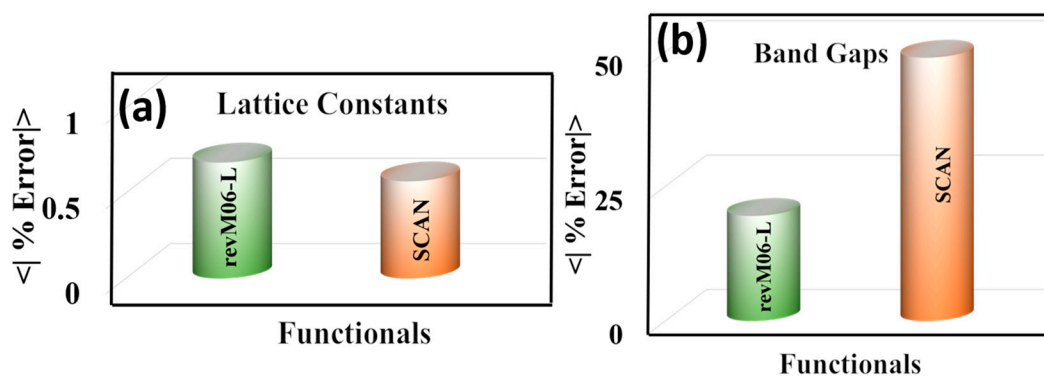 (a)
Lattice Constants
<| % Error|>
1
0.5
0
revM06-L
SCAN
Functionals
(b)
Band Gaps
<| % Error|>
50
25
0
revM06-L
SCAN
Functionals